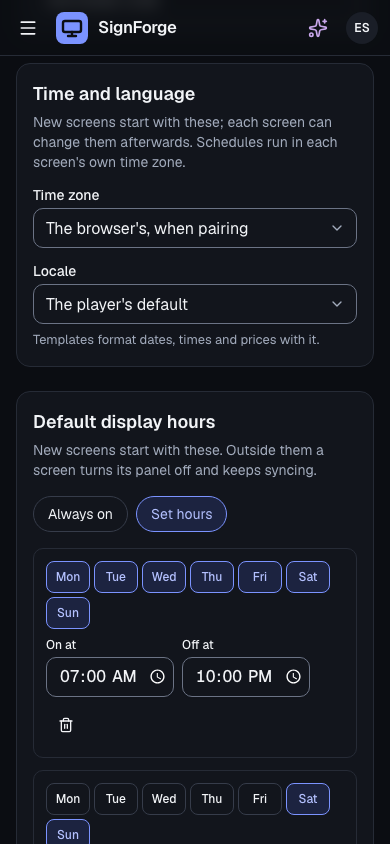 SignForge
ES
Time and language
New screens start with these; each screen can
change them afterwards. Schedules run in each
screen's own time zone.
Time zone
The browser's, when pairing
Locale
The player's default
Templates format dates, times and prices with it.
Default display hours
New screens start with these. Outside them a
screen turns its panel off and keeps syncing.
Always on
Set hours
Mon Tue Wed Thu Fri Sat
Sun
On at Off at
07:00 AM 10:00 PM
Mon Tue Wed Thu Fri Sat
Sun